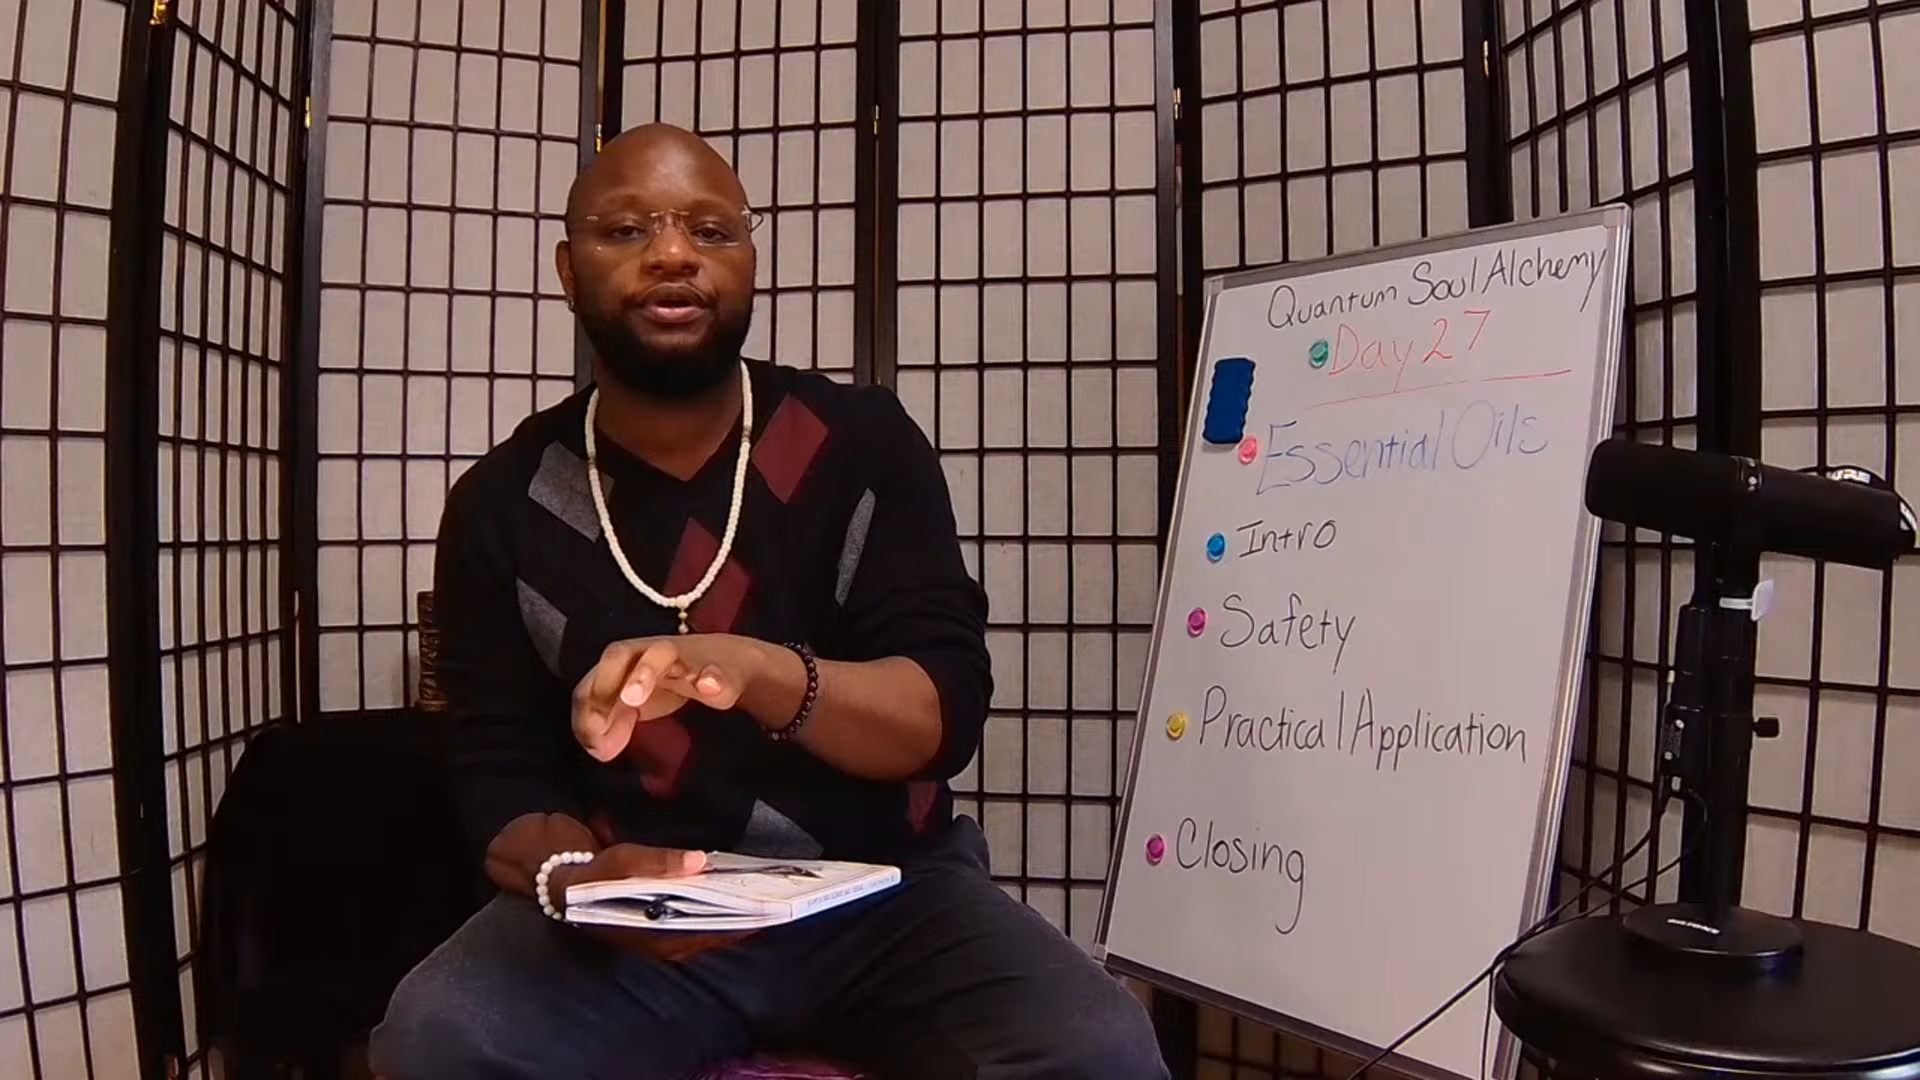 Quantum Soul Alchemy
Day 27
Essential Oils
Intro
Safety
Practical Application
Closing